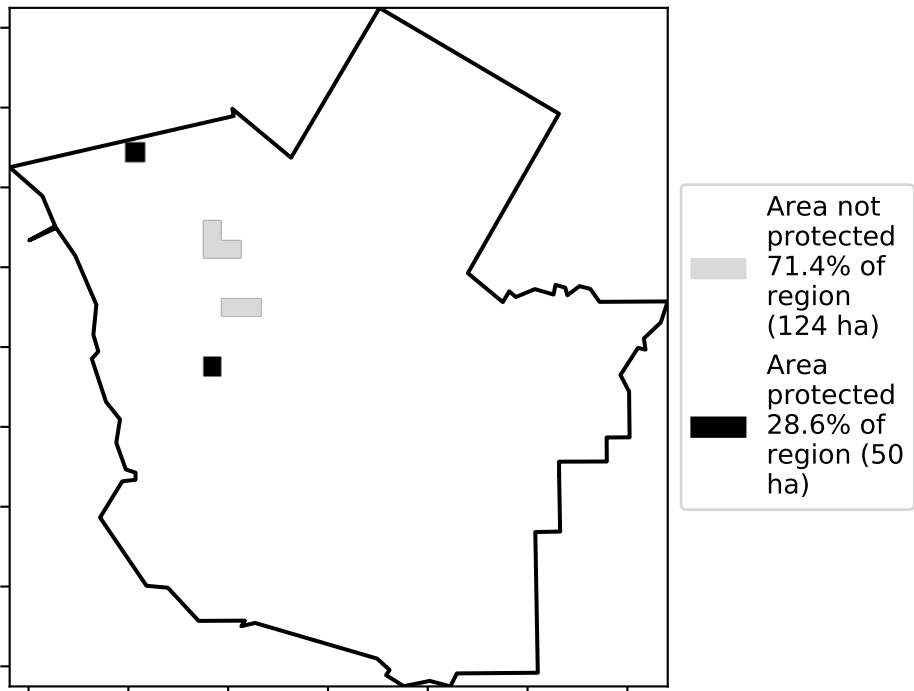 Area not
protected
71.4% of
region
(124 ha)
Area
protected
28.6% of
region (50
ha)